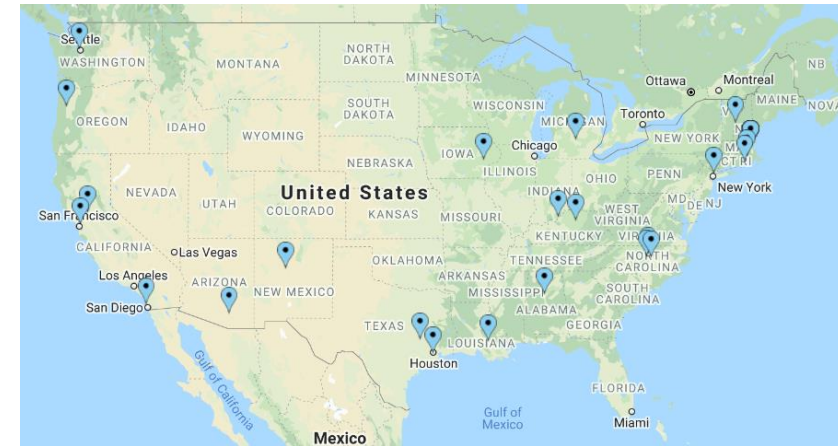 Seattle
WASHINGTON
MONTANA
NORTH
DAKOTA
MINNESOTA
Ottawa
Montreal
NB
MAINE
NOVA
OREGON
IDAHO
SOUTH
DAKOTA
WISCONSIN
MICHIGAN
Toronto
WYOMING
NEW YORK
IOWA
Chicago
NEBRASKA
ILLINOIS
INDIANA
OHIO
PENN
CT
RI
New York
NEVADA
UTAH
United States
COLORADO
KANSAS
MISSOURI
WEST
VIRGINIA
MD
DE
NJ
San Francisco
KENTUCKY
VIRGINIA
CALIFORNIA
Las Vegas
OKLAHOMA
TENNESSEE
NORTH
CAROLINA
Los Angeles
ARIZONA
NEW MEXICO
ARKANSAS
MISSISSIPPI
SOUTH
CAROLINA
San Diego
ALABAMA
TEXAS
LOUISIANA
GEORGIA
Houston
Gulf of
California
FLORIDA
Gulf of
Mexico
Miami
Mexico